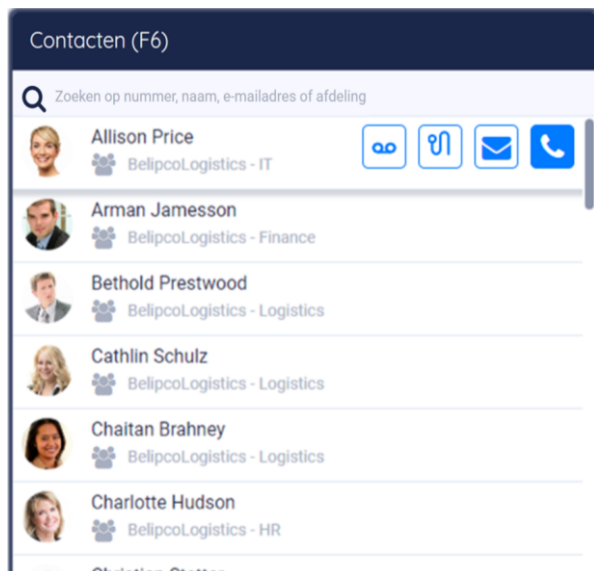 Contacten (F6)
Zoeken op nummer, naam, e-mailadres of afdeling
Allison Price
BelipcoLogistics - IT
Arman Jamesson
BelipcoLogistics - Finance
Bethold Prestwood
BelipcoLogistics - Logistics
Cathlin Schulz
BelipcoLogistics - Logistics
Chaitan Brahney
BelipcoLogistics - Logistics
Charlotte Hudson
BelipcoLogistics - HR